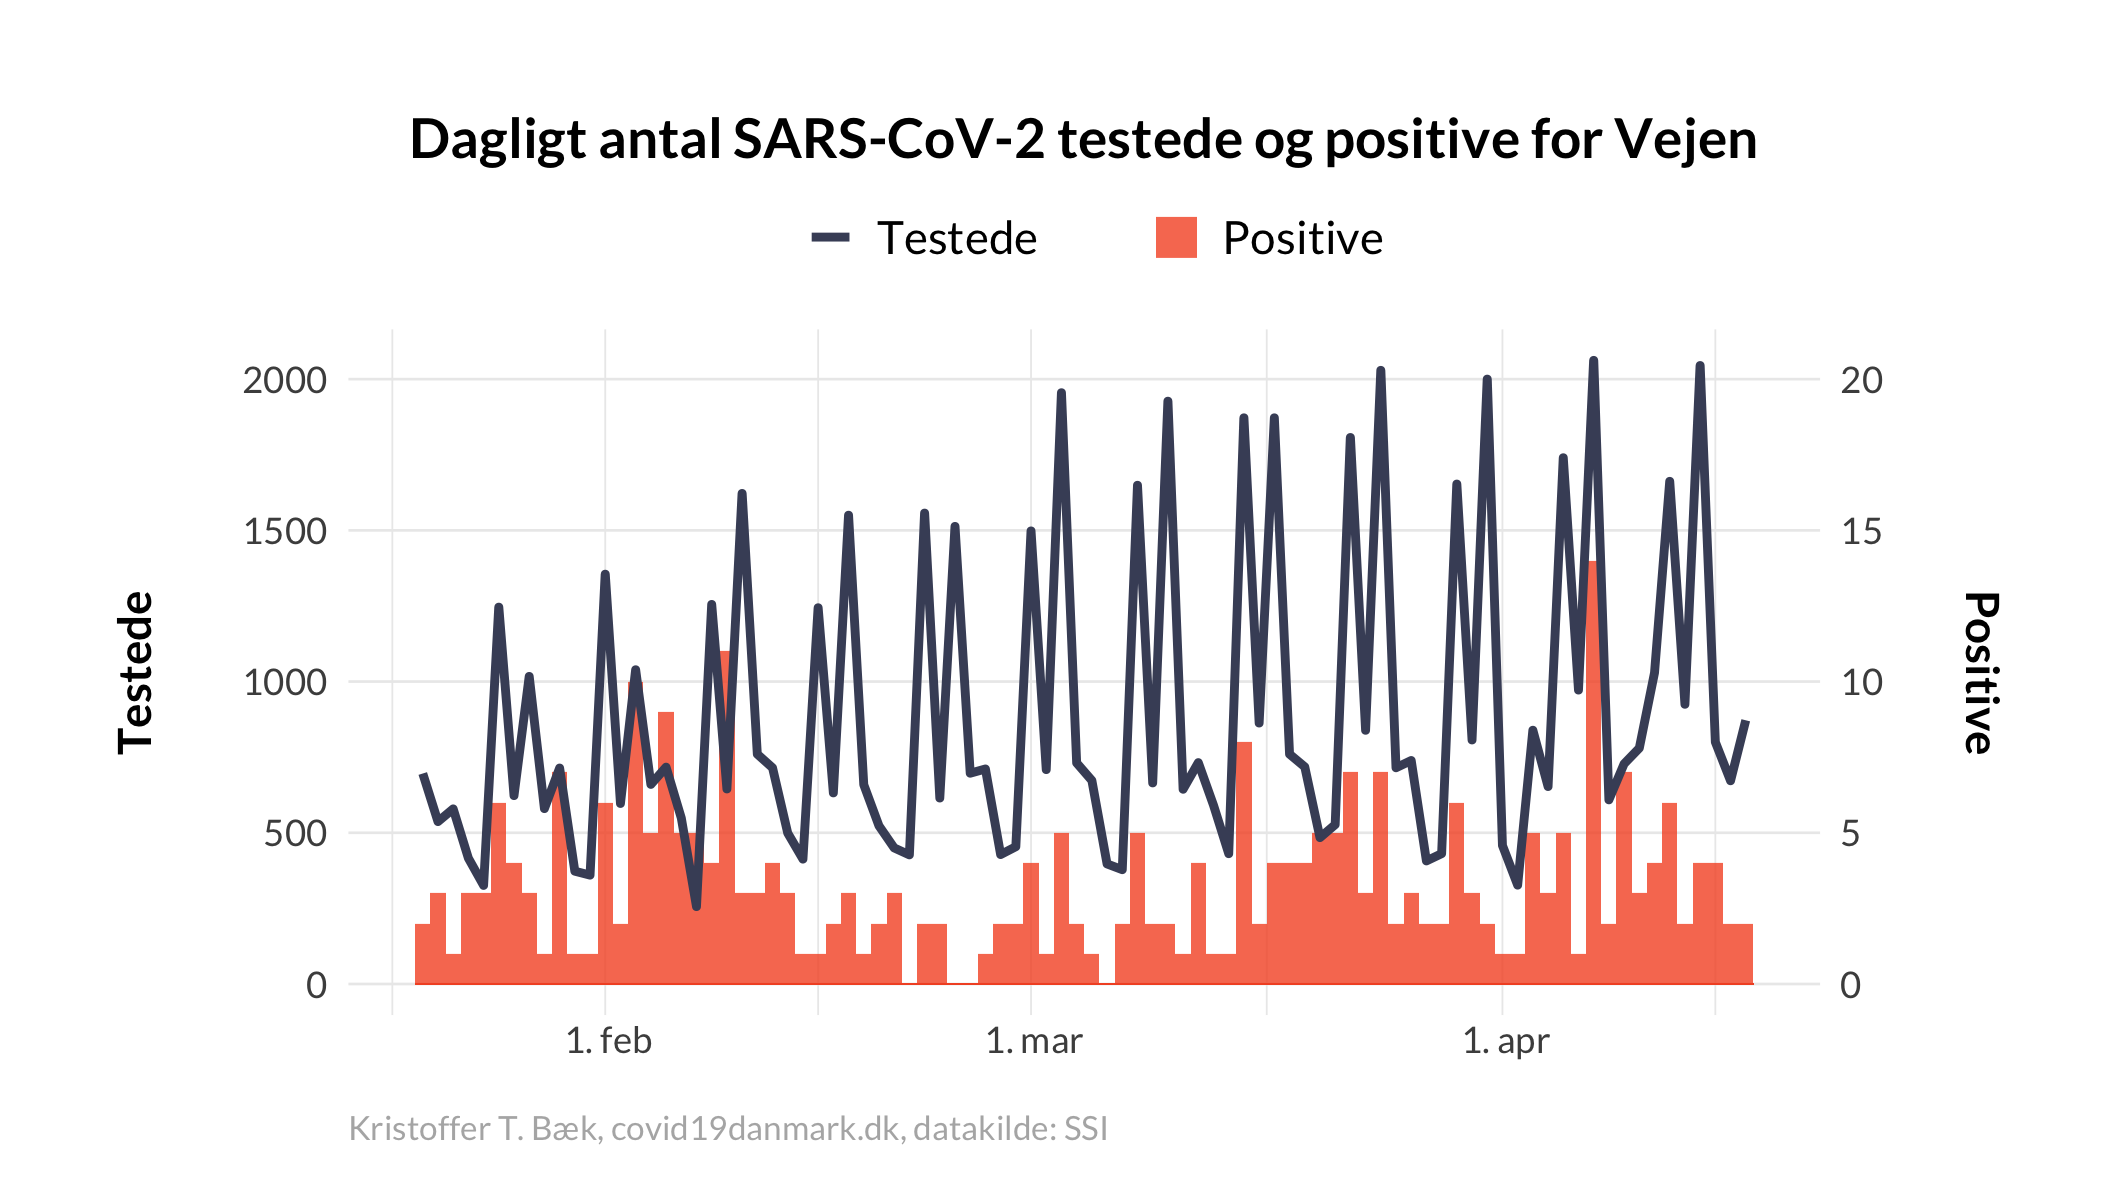 Dagligt antal SARS-CoV-2 testede og positive for Vejen
Testede
Positive
2000
1500
1000
500
0
20
15
10
5
0
Testede
Positive
1. feb
1. mar
1. apr
Kristoffer T. Bæk, covid19danmark.dk, datakilde: SSI